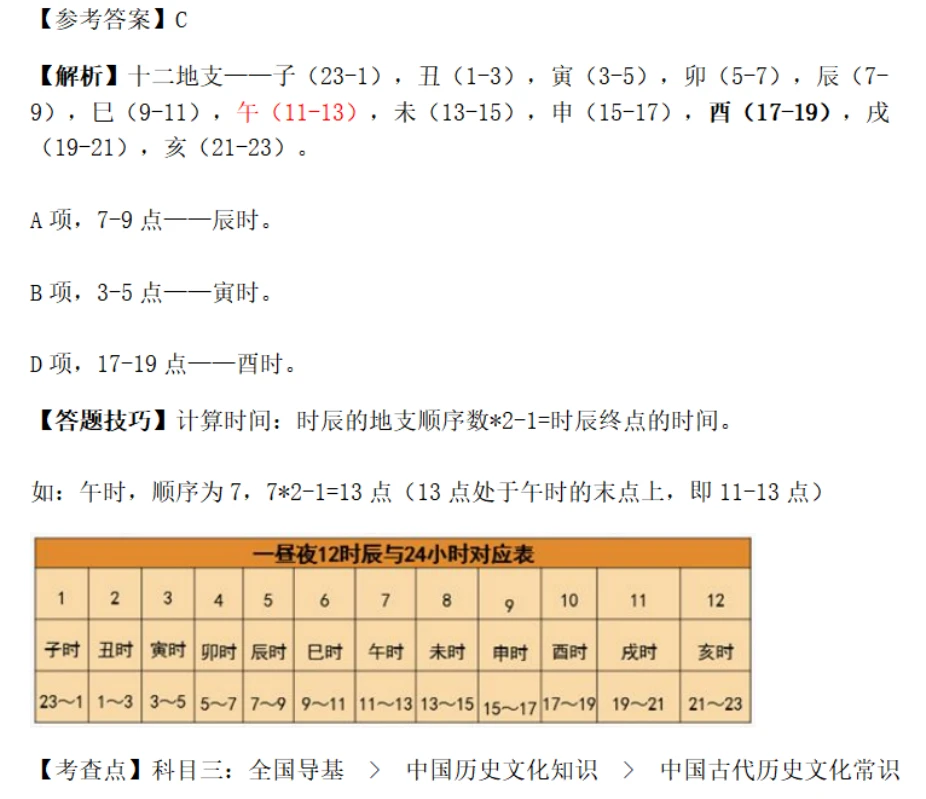 【参考答案】C
【解析】十二地支——子（23-1），丑（1-3），寅（3-5），卯（5-7），辰（7-
9），巳（9-11），午（11-13），未（13-15），申（15-17），酉（17-19），戌
（19-21），亥（21-23）。
A 项，7-9 点——辰时。
B 项，3-5 点——寅时。
D 项，17-19 点——酉时。
【答题技巧】计算时间：时辰的地支顺序数*2-1=时辰终点的时间。
如：午时，顺序为 7，7*2-1=13 点（13 点处于午时的末点上，即 11-13 点）
一昼夜12时辰与24小时对应表
1 2 3 4 5 6 7 8 9 10 11 12
子时 丑时 寅时 卯时 辰时 巳时 午时 未时 申时 酉时 戌时 亥时
23～1 1～3 3～5 5～7 7～9 9～11 11～13 13～15 15～17 17～19 19～21 21～23
【考查点】科目三：全国导基 > 中国历史文化知识 > 中国古代历史文化常识